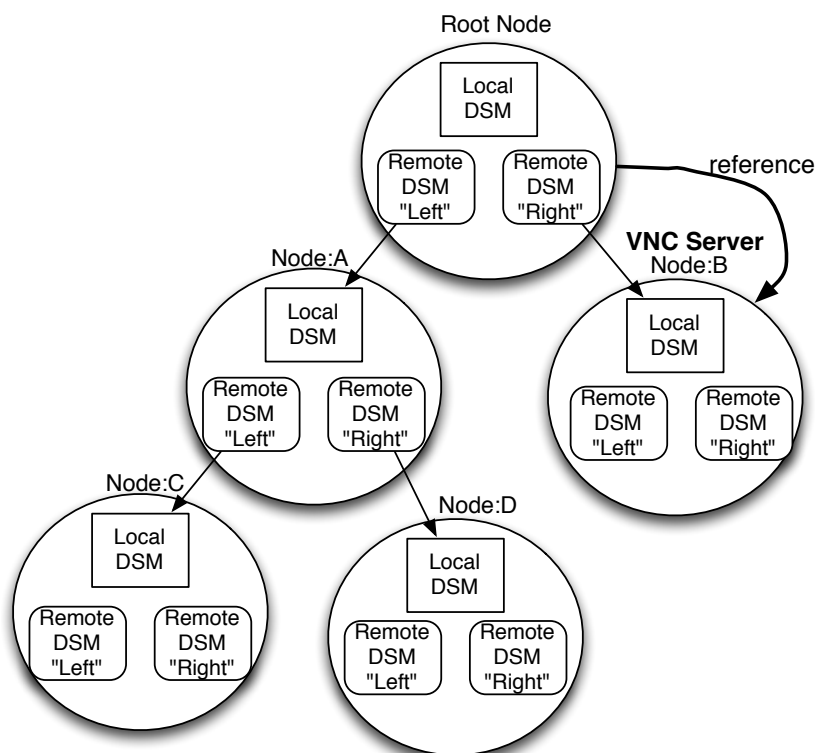 Root Node
Local
DSM
Remote
DSM
"Left"
Remote
DSM
"Right"
reference
VNC Server
Node:A
Local
DSM
Remote
DSM
"Left"
Remote
DSM
"Right"
Node:B
Local
DSM
Remote
DSM
"Left"
Remote
DSM
"Right"
Node:C
Local
DSM
Remote
DSM
"Left"
Remote
DSM
"Right"
Node:D
Local
DSM
Remote
DSM
"Left"
Remote
DSM
"Right"